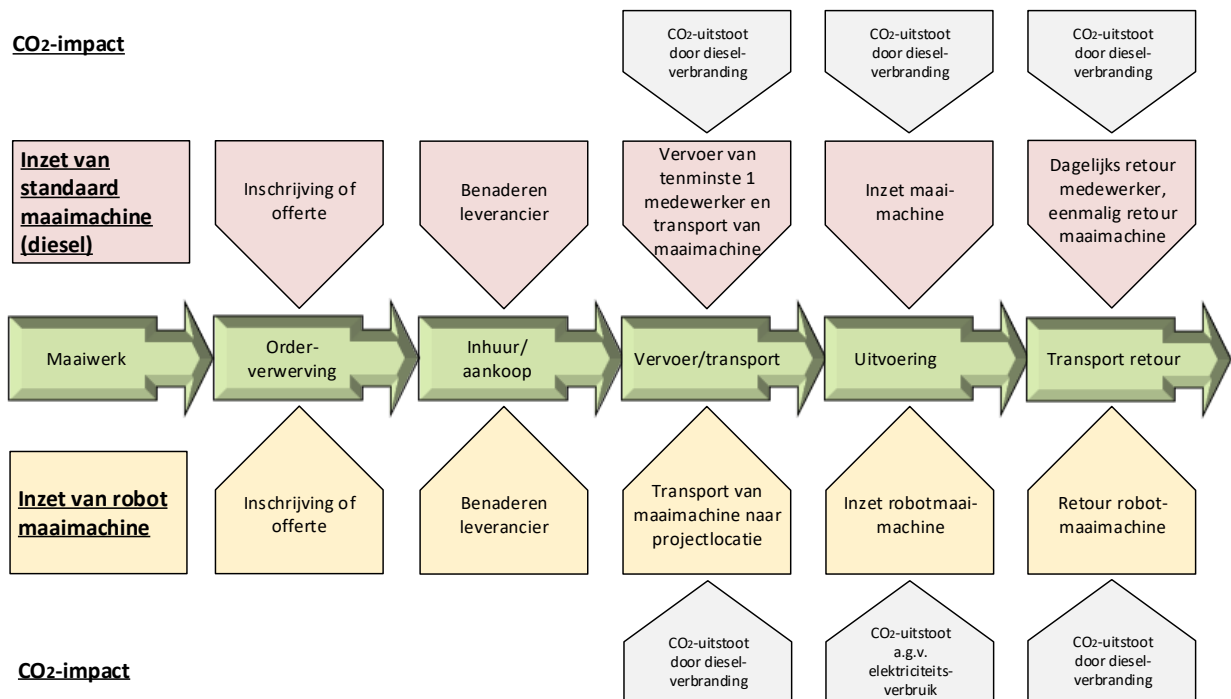 CO2-impact
CO2-uitstoot
door diesel-
verbranding
CO2-uitstoot
door diesel-
verbranding
CO2-uitstoot
door diesel-
verbranding
Inzet van
standaard
maaimachine
(diesel)
Inschrijving of
offerte
Benaderen
leverancier
Vervoer van
tenminste 1
medewerker en
transport van
maaimachine
Inzet maai-
machine
Dagelijks retour
medewerker,
eenmalig retour
maaimachine
Maaiwerk
Order-
verwerving
Inhuur/
aankoop
Vervoer/transport
Uitvoering
Transport retour
Inzet van robot
maaimachine
Inschrijving of
offerte
Benaderen
leverancier
Transport van
maaimachine naar
projectlocatie
Inzet robotmaai-
machine
Retour robot-
maaimachine
CO2-impact
CO2-uitstoot
door diesel-
verbranding
CO2-uitstoot
a.g.v.
elektriciteits-
verbruik
CO2-uitstoot
door diesel-
verbranding